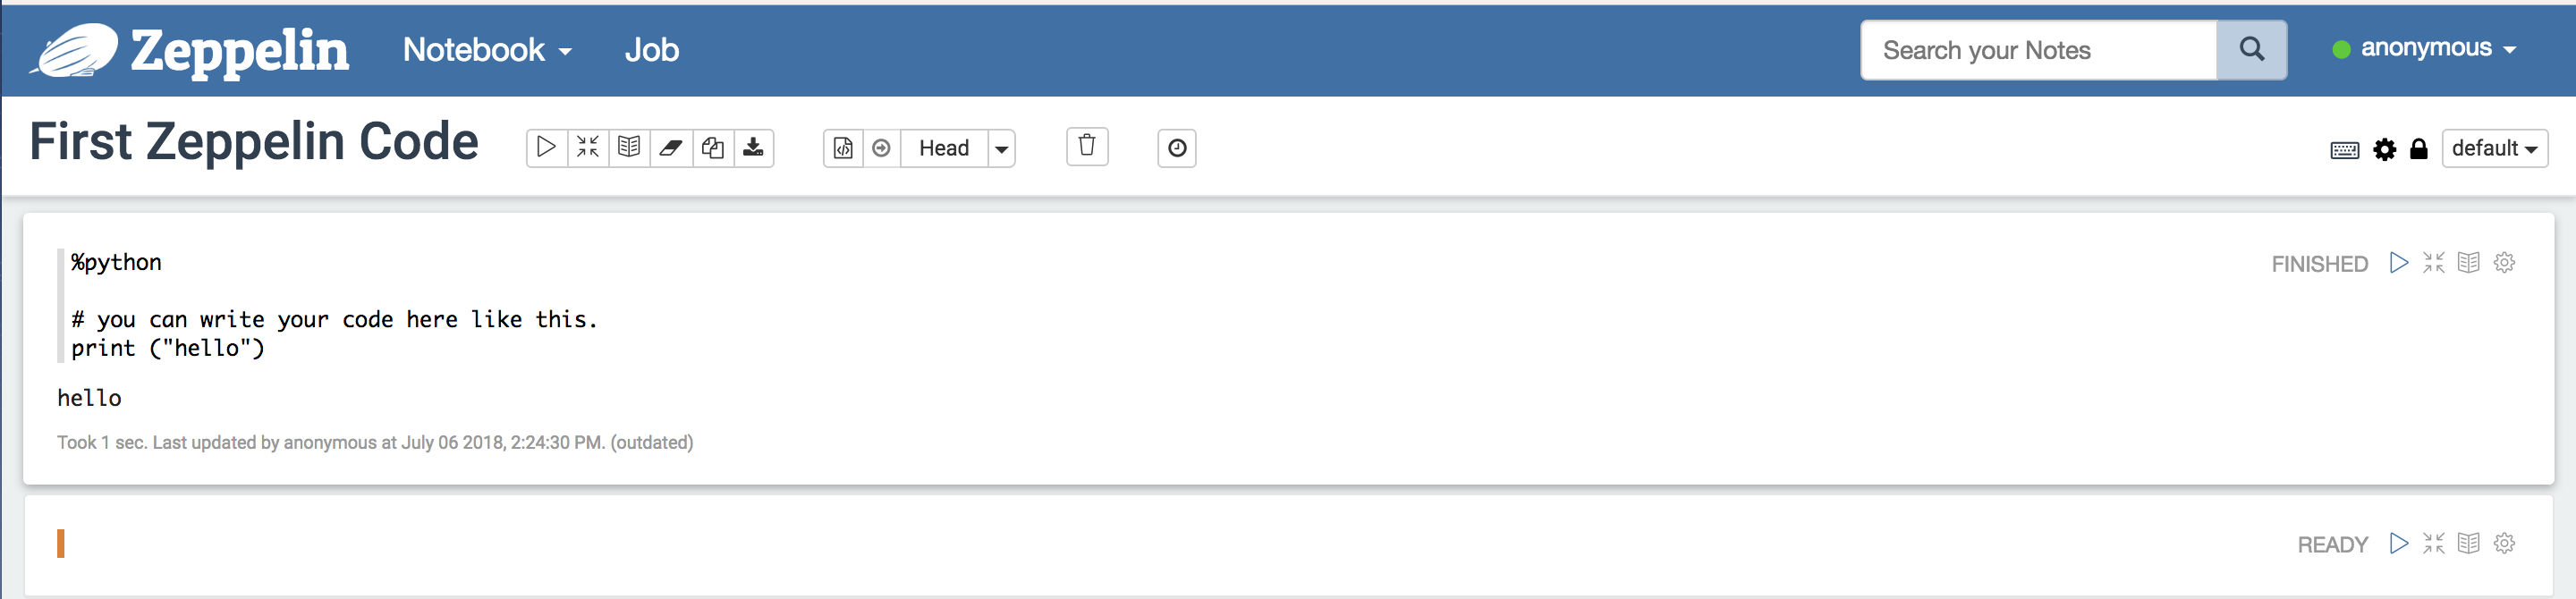 Zeppelin Notebook Job Search your Notes anonymous
First Zeppelin Code Head default
%python FINISHED
# you can write your code here like this.
print ("hello")
hello
Took 1 sec. Last updated by anonymous at July 06 2018, 2:24:30 PM. (outdated)
READY